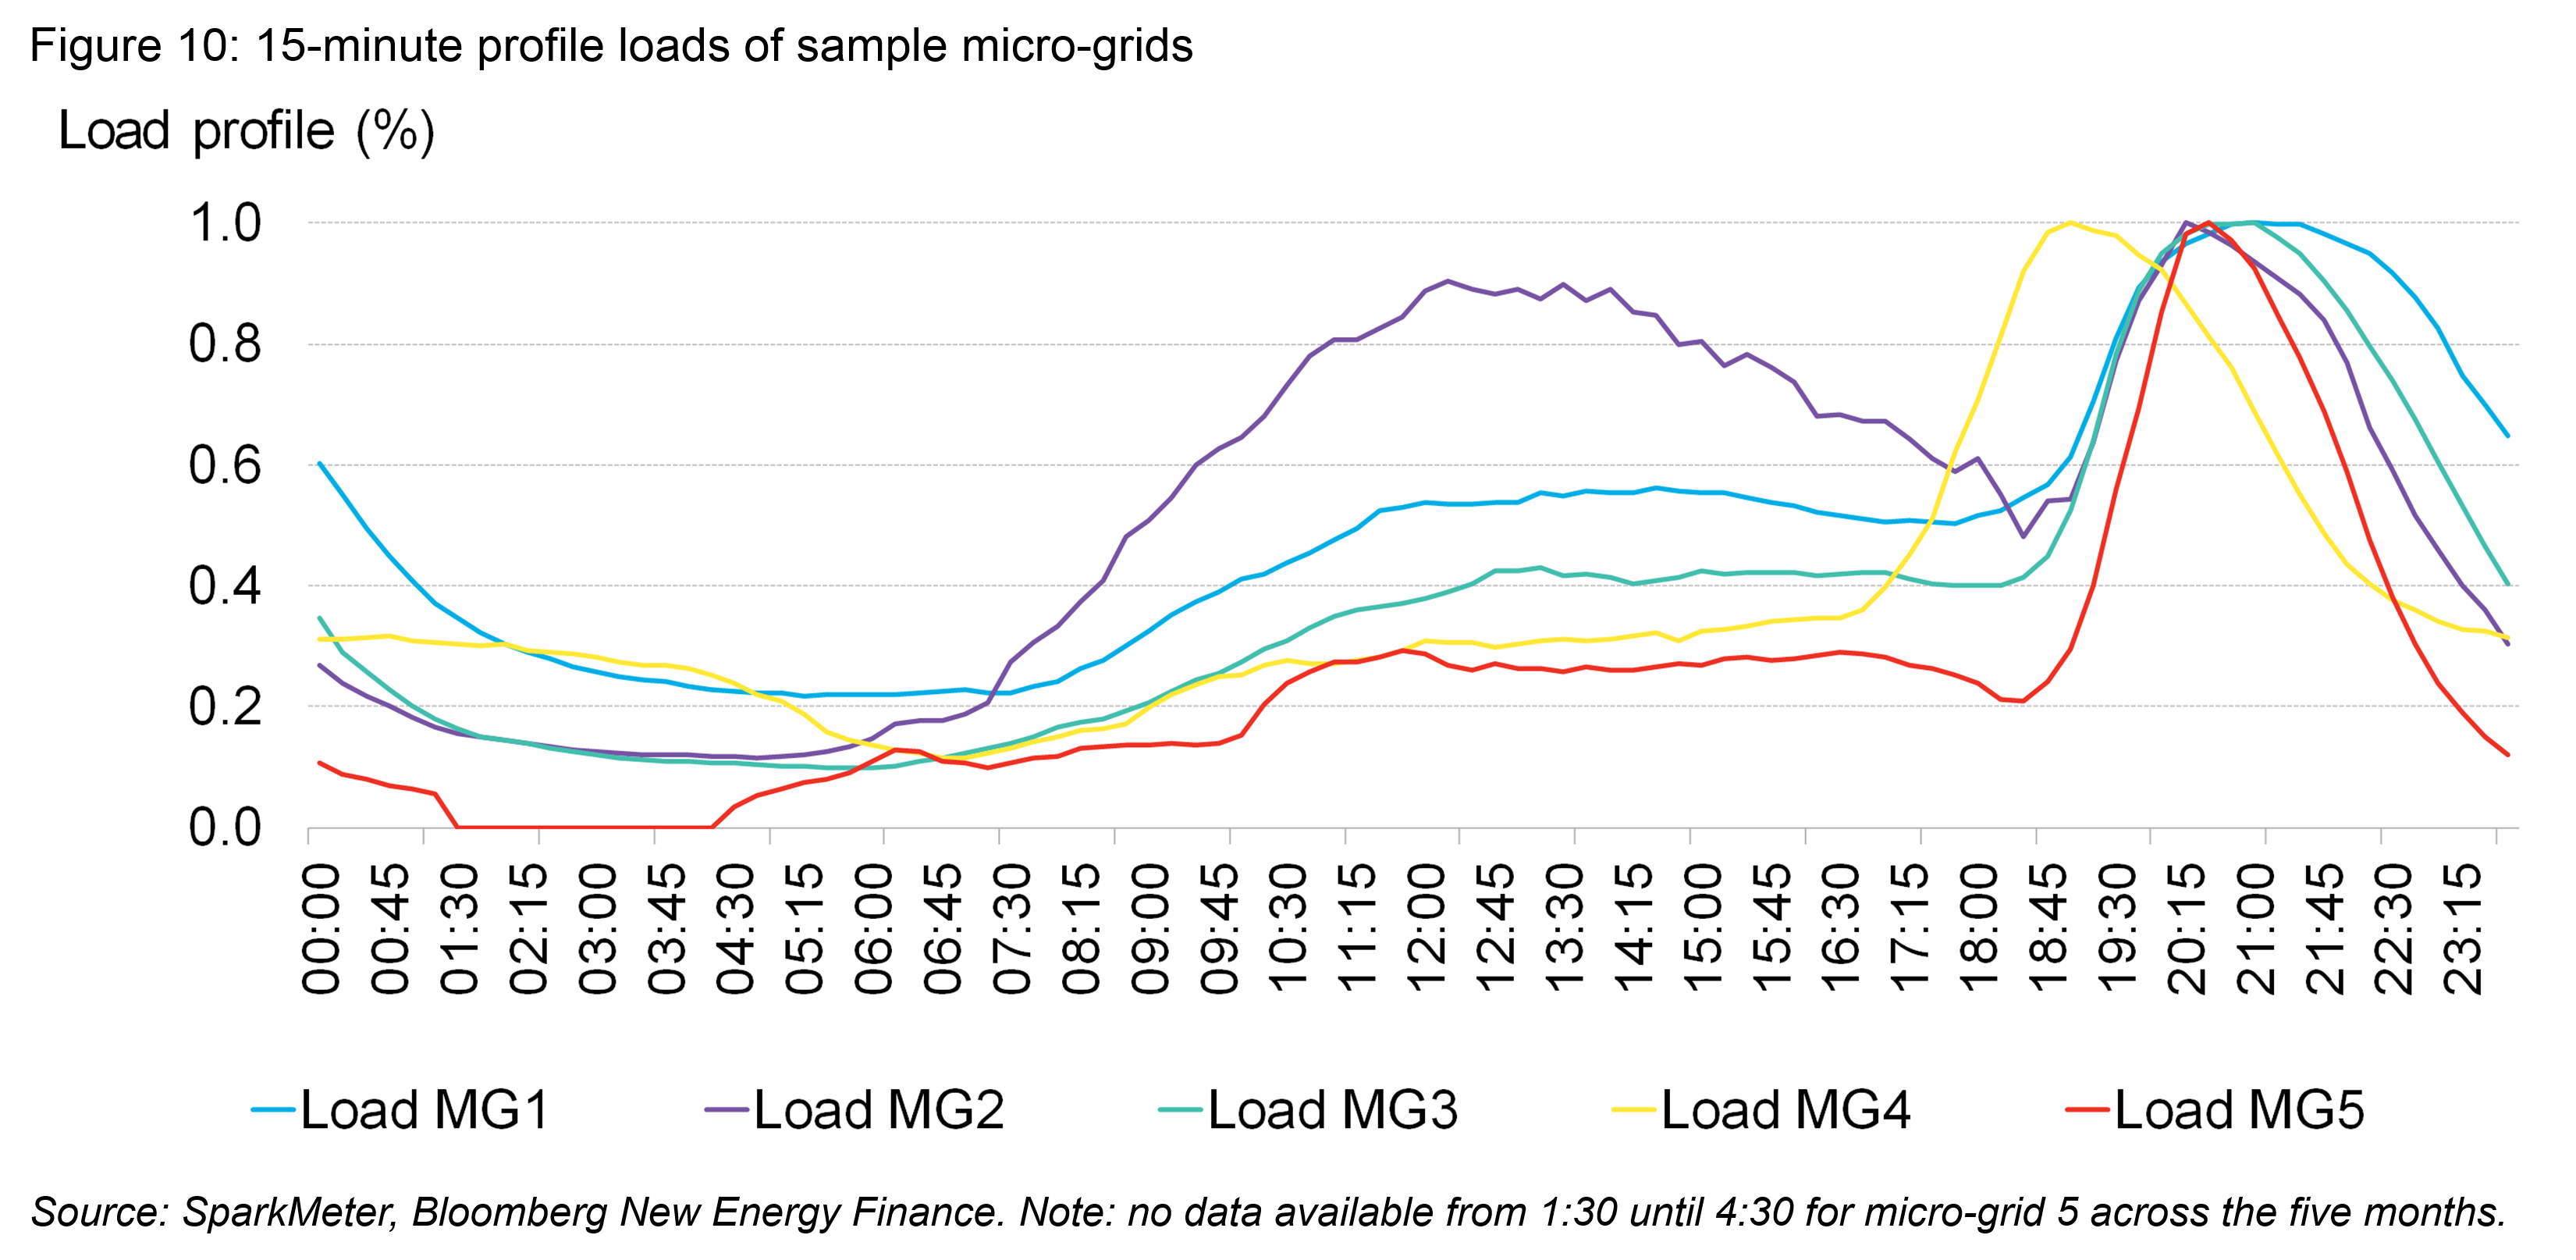 Figure 10: 15-minute profile loads of sample micro-grids
Load profile (%)
1.0
0.8
0.6
0.4
0.2
0.0
00:00 00:45 01:30 02:15 03:00 03:45 04:30 05:15 06:00 06:45 07:30 08:15 09:00 09:45 10:30 11:15 12:00 12:45 13:30 14:15 15:00 15:45 16:30 17:15 18:00 18:45 19:30 20:15 21:00 21:45 22:30 23:15
Load MG1 Load MG2 Load MG3 Load MG4 Load MG5
Source: SparkMeter, Bloomberg New Energy Finance. Note: no data available from 1:30 until 4:30 for micro-grid 5 across the five months.